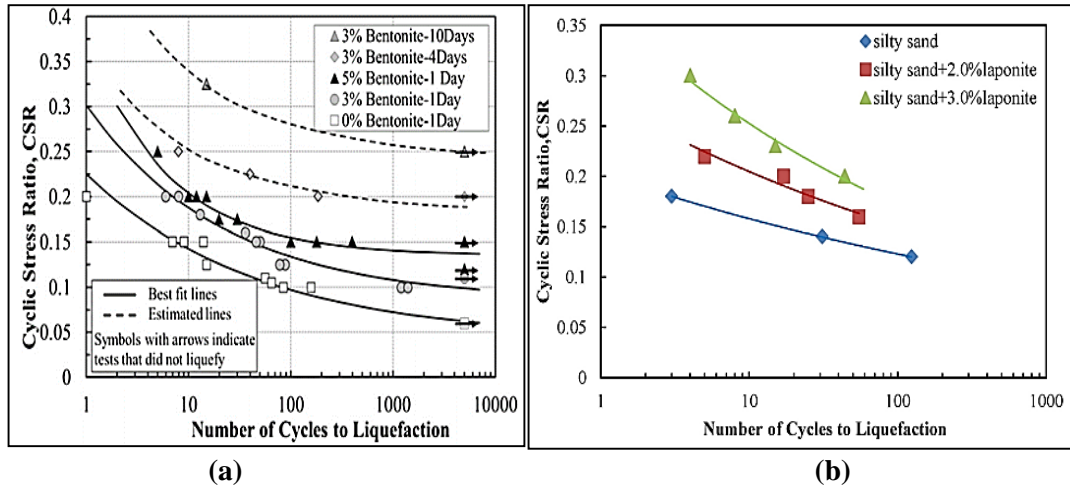 0.4
0.35
0.3
0.25
0.2
0.15
0.1
0.05
0
Cyclic Stress Ratio, CSR
3% Bentonite-10Days
3% Bentonite-4Days
5% Bentonite-1 Day
3% Bentonite-1Day
0% Bentonite-1Day
Best fit lines
Estimated lines
Symbols with arrows indicate
tests that did not liquefy
1 10 100 1000 10000
Number of Cycles to Liquefaction
(a)
0.35
0.3
0.25
0.2
0.15
0.1
0.05
0
Cyclic Stress Ratio,CSR
silty sand
silty sand+2.0%laponite
silty sand+3.0%laponite
1 10 100 1000
Number of Cycles to Liquefaction
(b)